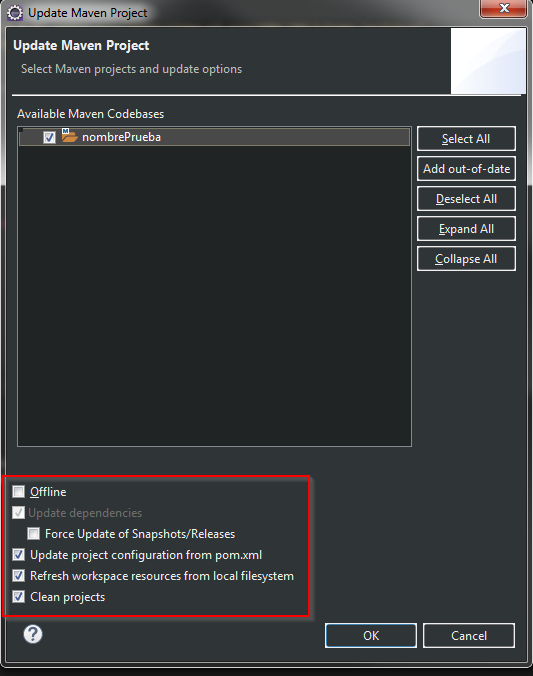 Update Maven Project
Update Maven Project
Select Maven projects and update options
Available Maven Codebases
M
nombrePrueba
Select All
Add out-of-date
Deselect All
Expand All
Collapse All
Offline
Update dependencies
Force Update of Snapshots/Releases
Update project configuration from pom.xml
Refresh workspace resources from local filesystem
Clean projects
?
OK
Cancel